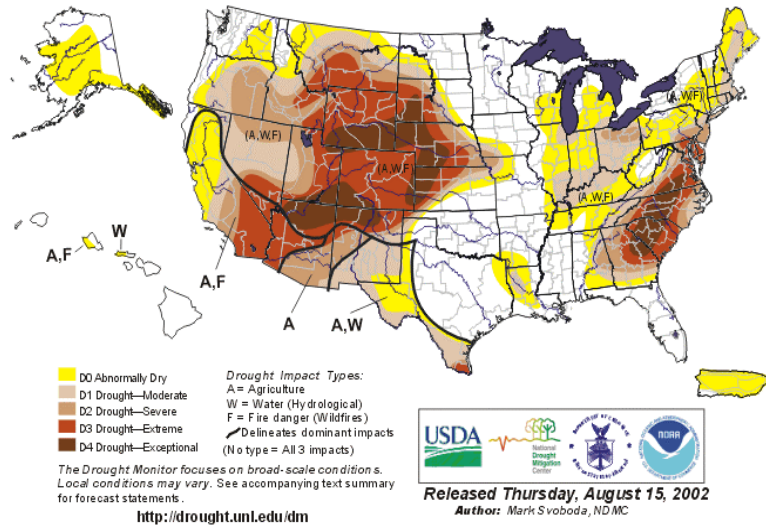 (A,W,F)
(A,W,F)
(A,W,F)
(A,W,F)
W
A,F
A,F
A
A,W
D0 Abnormally Dry
D1 Drought—Moderate
D2 Drought—Severe
D3 Drought—Extreme
D4 Drought—Exceptional
Drought Impact Types:
A = Agriculture
W = Water (Hydrological)
F = Fire danger (Wildfires)
Delineates dominant impacts
(No type = All 3 impacts)
The Drought Monitor focuses on broad-scale conditions.
Local conditions may vary. See accompanying text summary
for forecast statements.
http://drought.unl.edu/dm
USDA
National
Drought
Mitigation
Center
NOAA
Released Thursday, August 15, 2002
Author: Mark Svoboda, NDMC